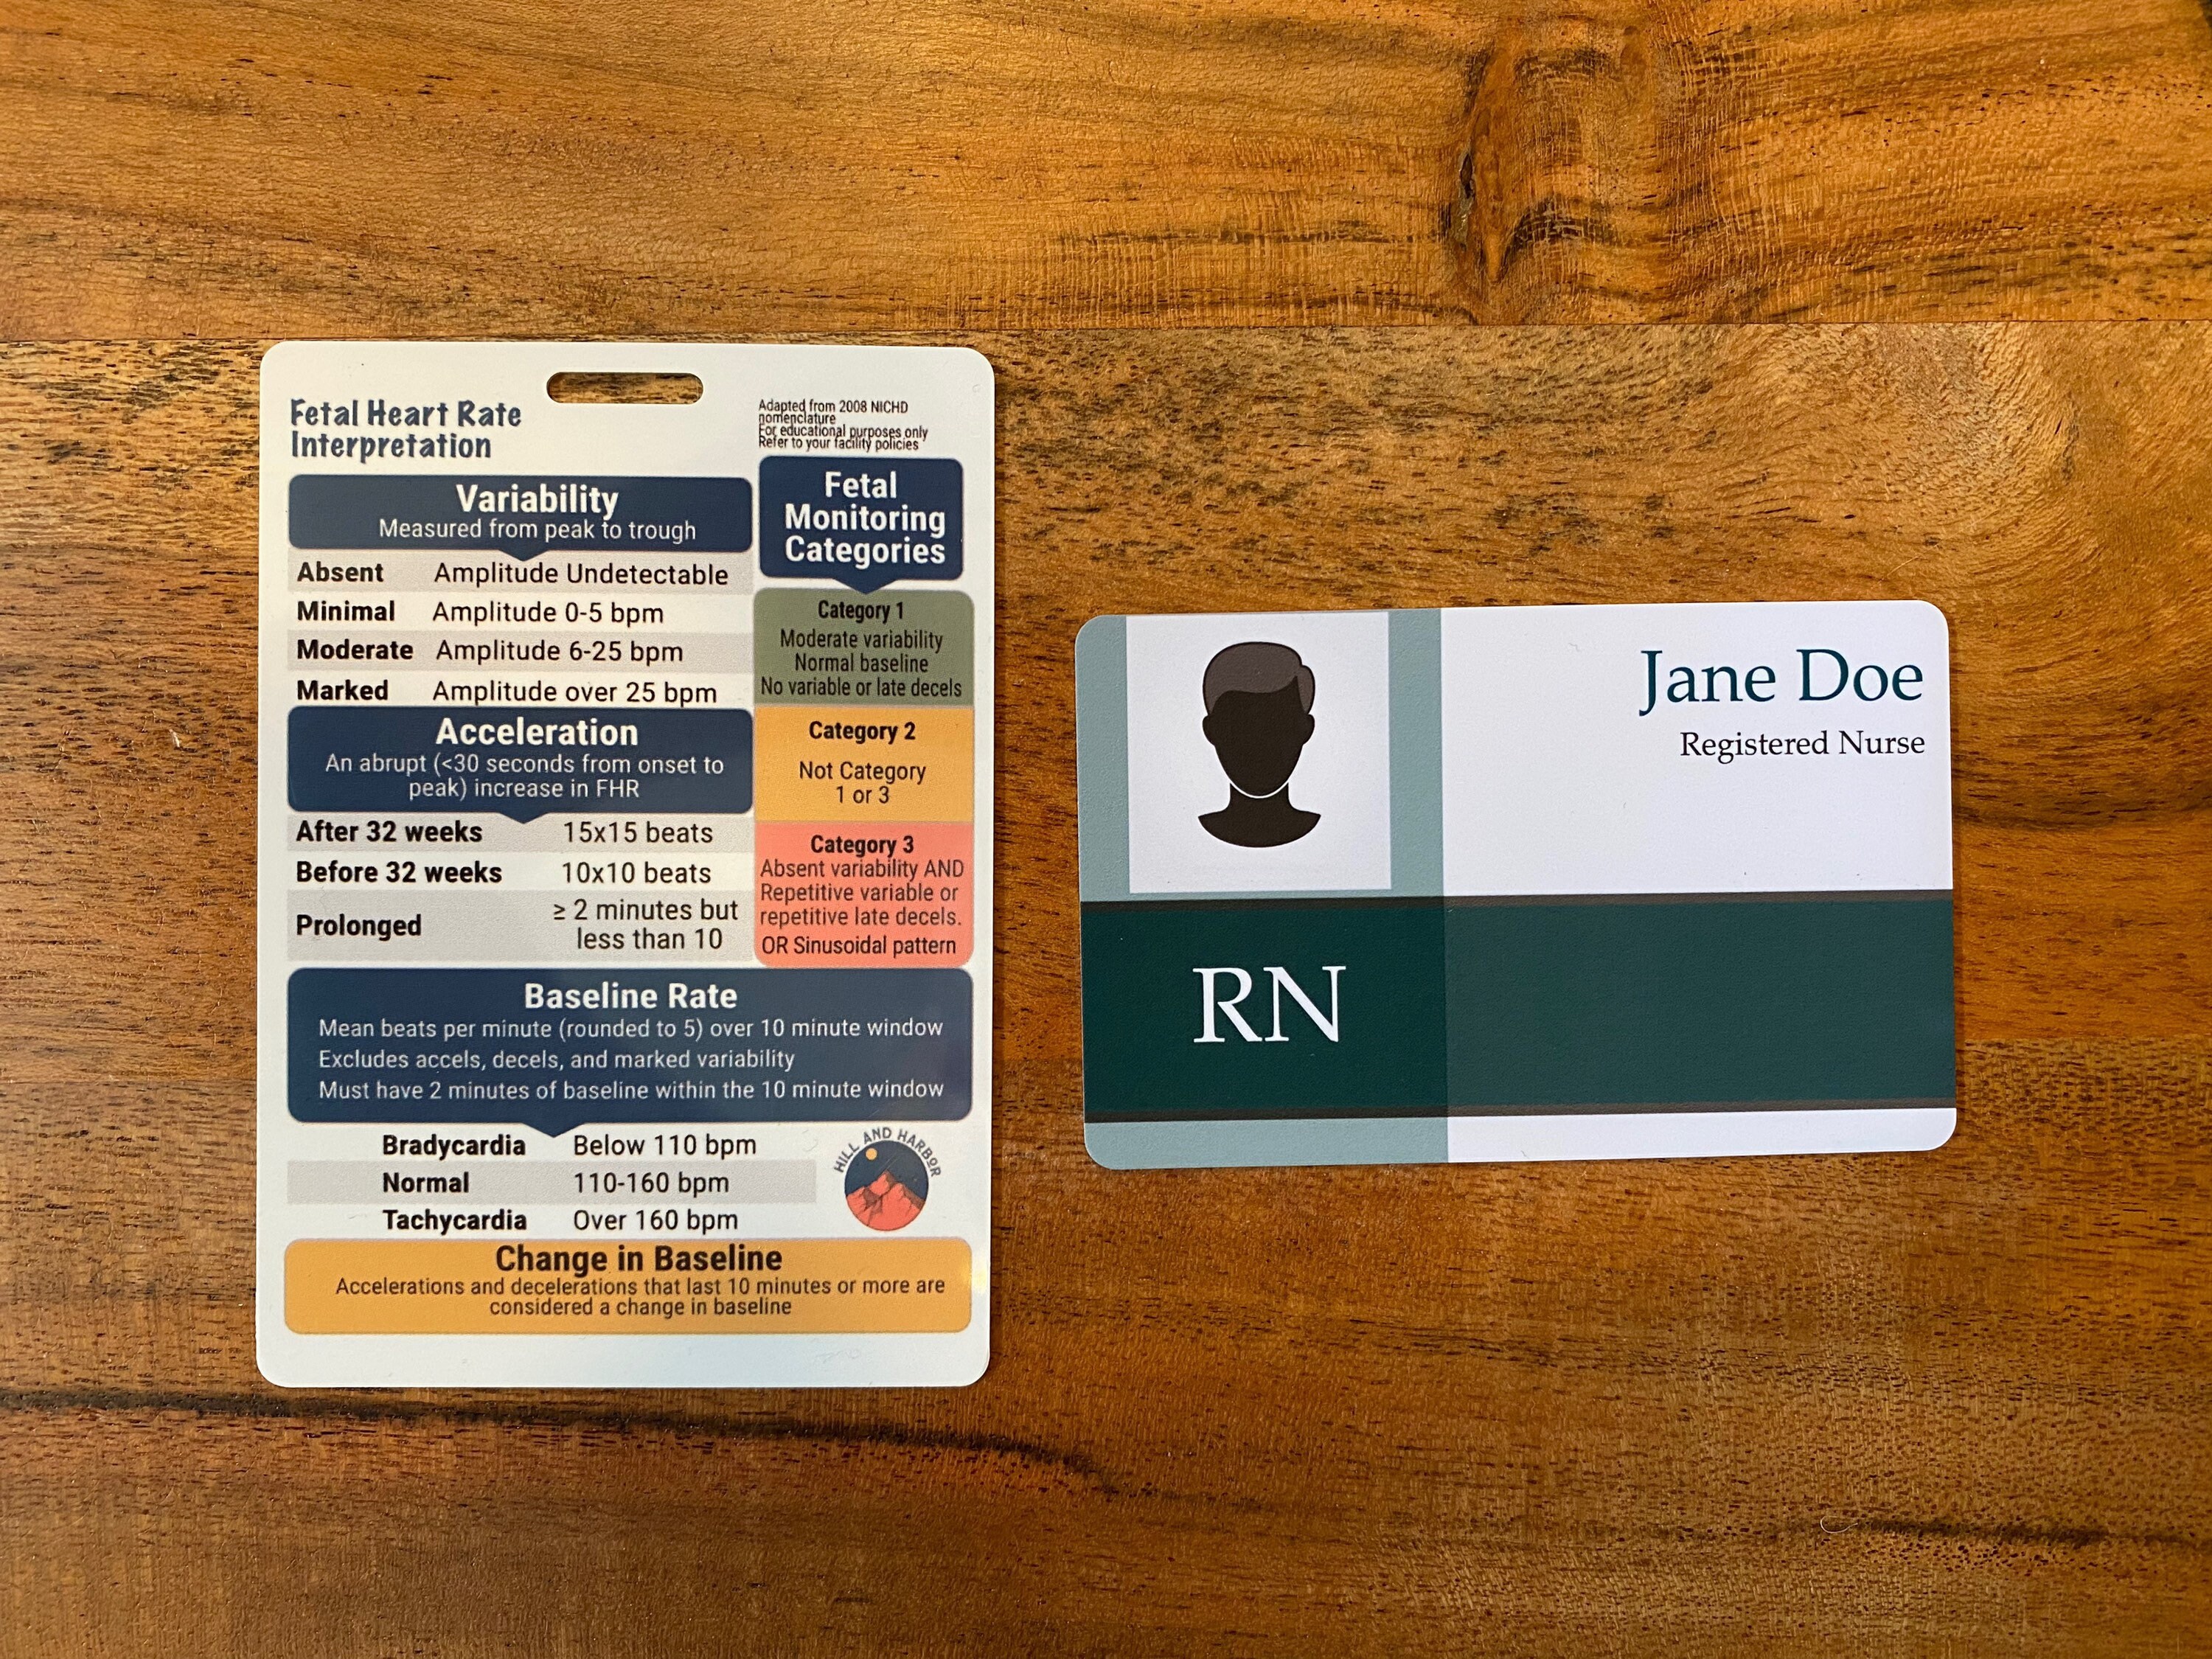 Fetal Heart Rate
Interpretation
Adapted from 2008 NICHD
nomenclature
For educational purposes only
Refer to your facility policies
Variability
Measured from peak to trough
Absent Amplitude Undetectable
Minimal Amplitude 0-5 bpm
Moderate Amplitude 6-25 bpm
Marked Amplitude over 25 bpm
Acceleration
An abrupt (<30 seconds from onset to
peak) increase in FHR
After 32 weeks 15x15 beats
Before 32 weeks 10x10 beats
Prolonged ≥ 2 minutes but
less than 10
Fetal
Monitoring
Categories
Category 1
Moderate variability
Normal baseline
No variable or late decels
Category 2
Not Category
1 or 3
Category 3
Absent variability AND
Repetitive variable or
repetitive late decels.
OR Sinusoidal pattern
Baseline Rate
Mean beats per minute (rounded to 5) over 10 minute window
Excludes accels, decels, and marked variability
Must have 2 minutes of baseline within the 10 minute window
Bradycardia Below 110 bpm
Normal 110-160 bpm
Tachycardia Over 160 bpm
HILL AND HARBOR
Change in Baseline
Accelerations and decelerations that last 10 minutes or more are
considered a change in baseline
Jane Doe
Registered Nurse
RN